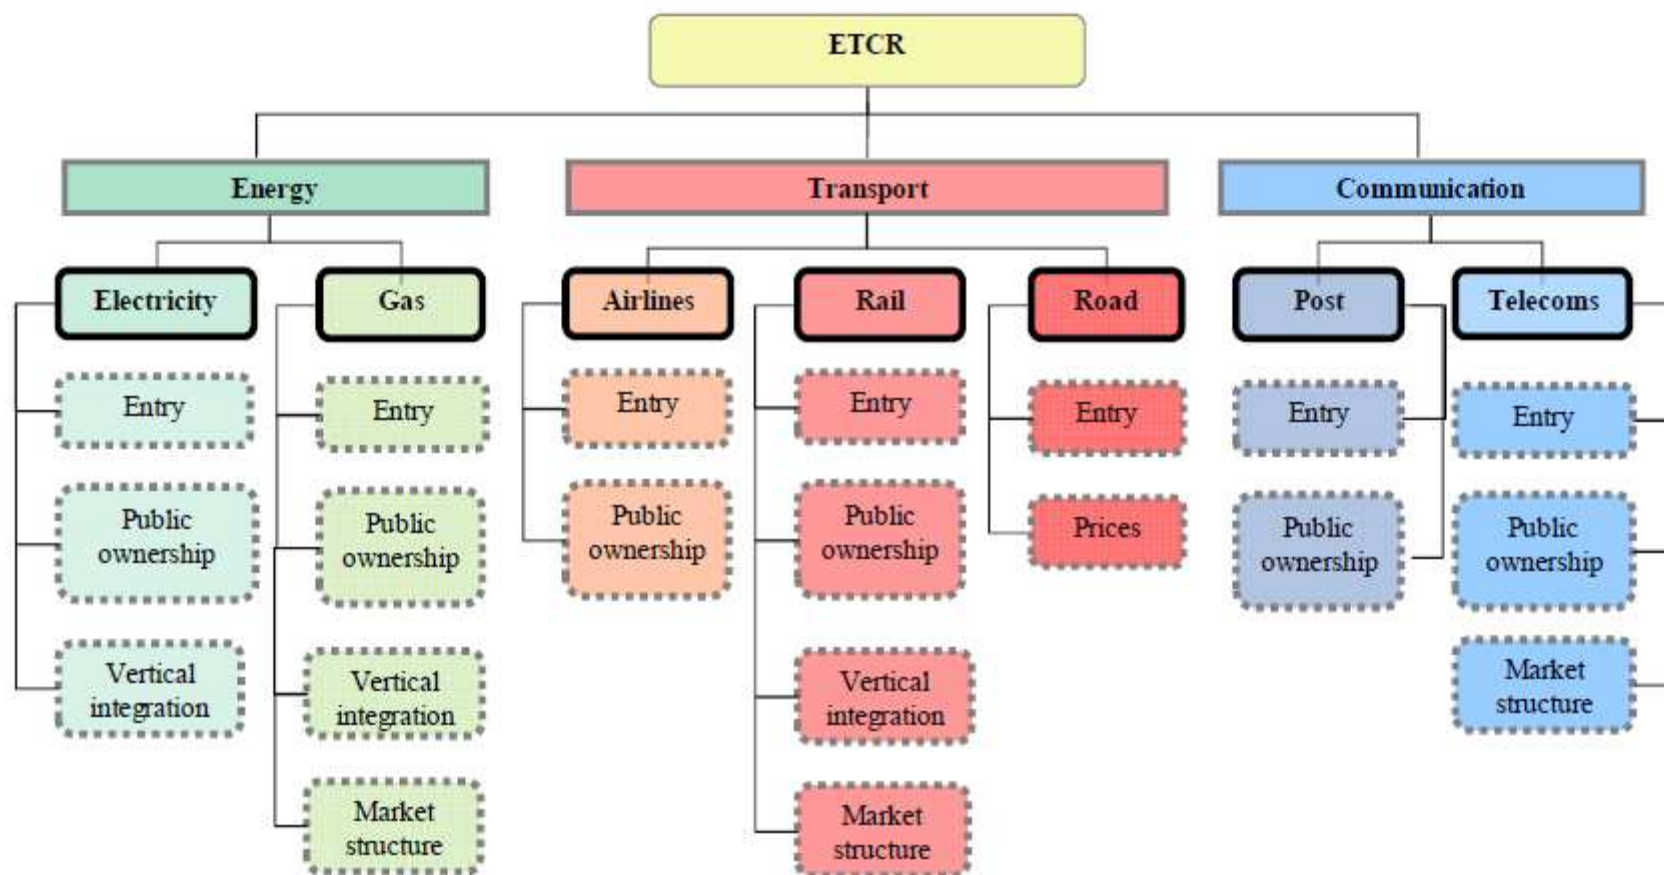 ETCR
Energy
Transport
Communication
Electricity
Gas
Airlines
Rail
Road
Post
Telecoms
Entry
Entry
Entry
Entry
Entry
Entry
Entry
Public
ownership
Public
ownership
Public
ownership
Public
ownership
Prices
Public
ownership
Public
ownership
Vertical
integration
Vertical
integration
Vertical
integration
Market
structure
Market
structure
Market
structure